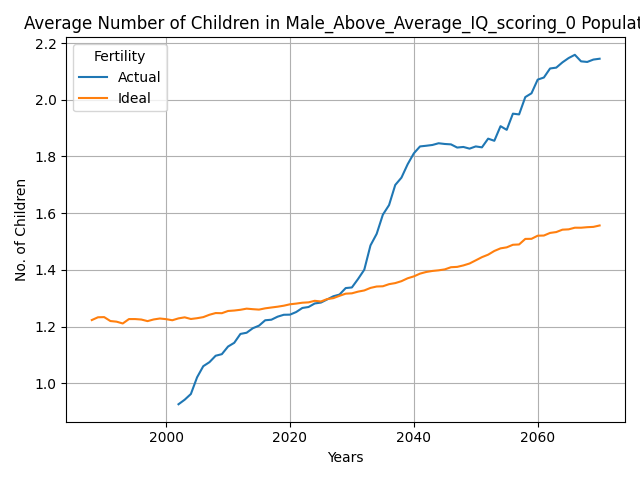 Average Number of Children in Male_Above_Average_IQ_scoring_0 Populat
2.2
2.0
1.8
1.6
1.4
1.2
1.0
No. of Children
Fertility
Actual
Ideal
2000 2020 2040 2060
Years